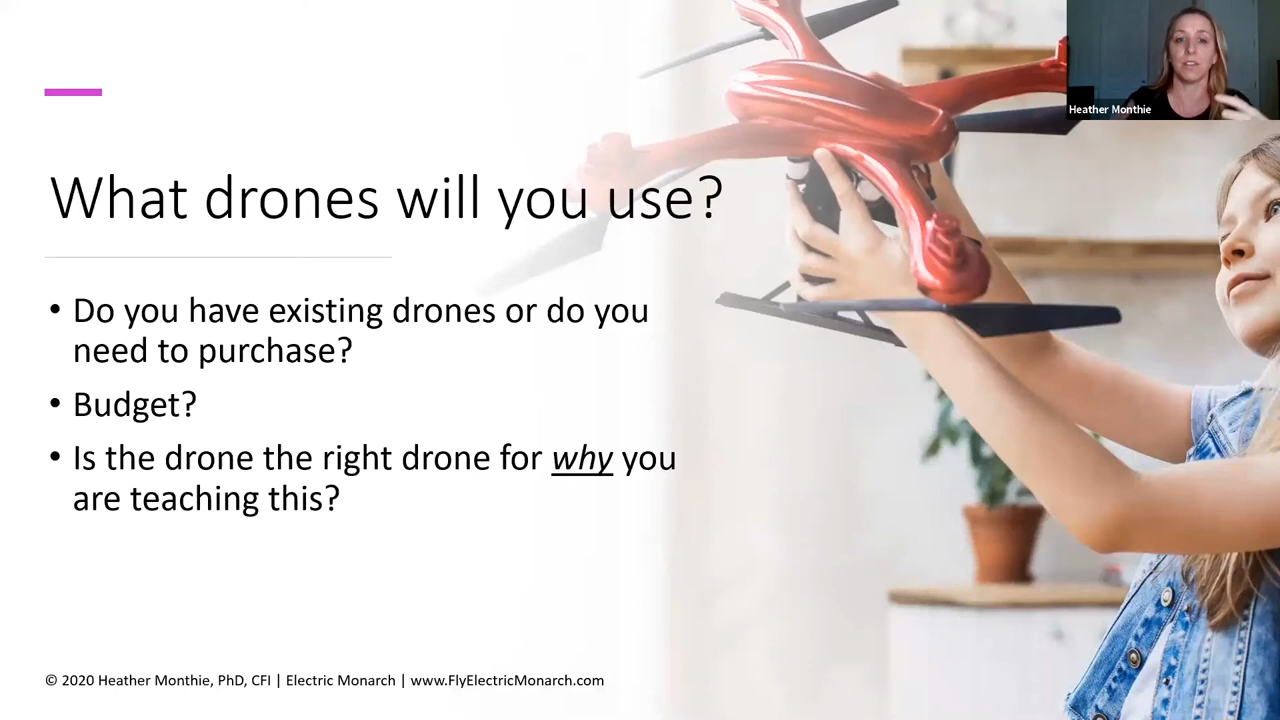 Heather Monthie
What drones will you use?
• Do you have existing drones or do you
need to purchase?
• Budget?
• Is the drone the right drone for why you
are teaching this?
© 2020 Heather Monthie, PhD, CFI | Electric Monarch | www.FlyElectricMonarch.com